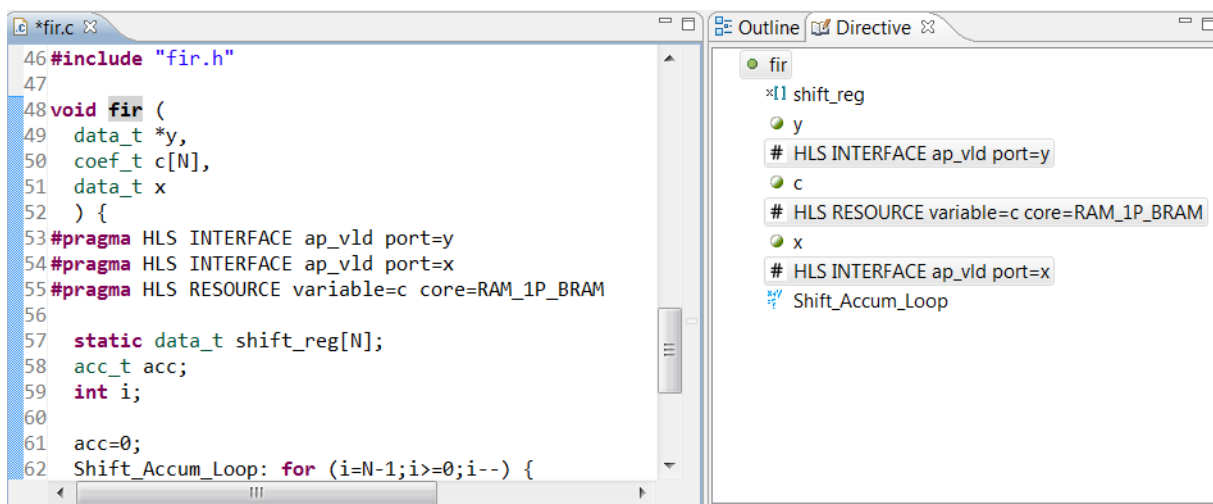 *fir.c
46 #include "fir.h"
47
48 void fir (
49 data_t *y,
50 coef_t c[N],
51 data_t x
52 ) {
53 #pragma HLS INTERFACE ap_vld port=y
54 #pragma HLS INTERFACE ap_vld port=x
55 #pragma HLS RESOURCE variable=c core=RAM_1P_BRAM
56
57 static data_t shift_reg[N];
58 acc_t acc;
59 int i;
60
61 acc=0;
62 Shift_Accum_Loop: for (i=N-1;i>=0;i--) {
Outline Directive
fir
×[] shift_reg
y
# HLS INTERFACE ap_vld port=y
c
# HLS RESOURCE variable=c core=RAM_1P_BRAM
x
# HLS INTERFACE ap_vld port=x
Shift_Accum_Loop